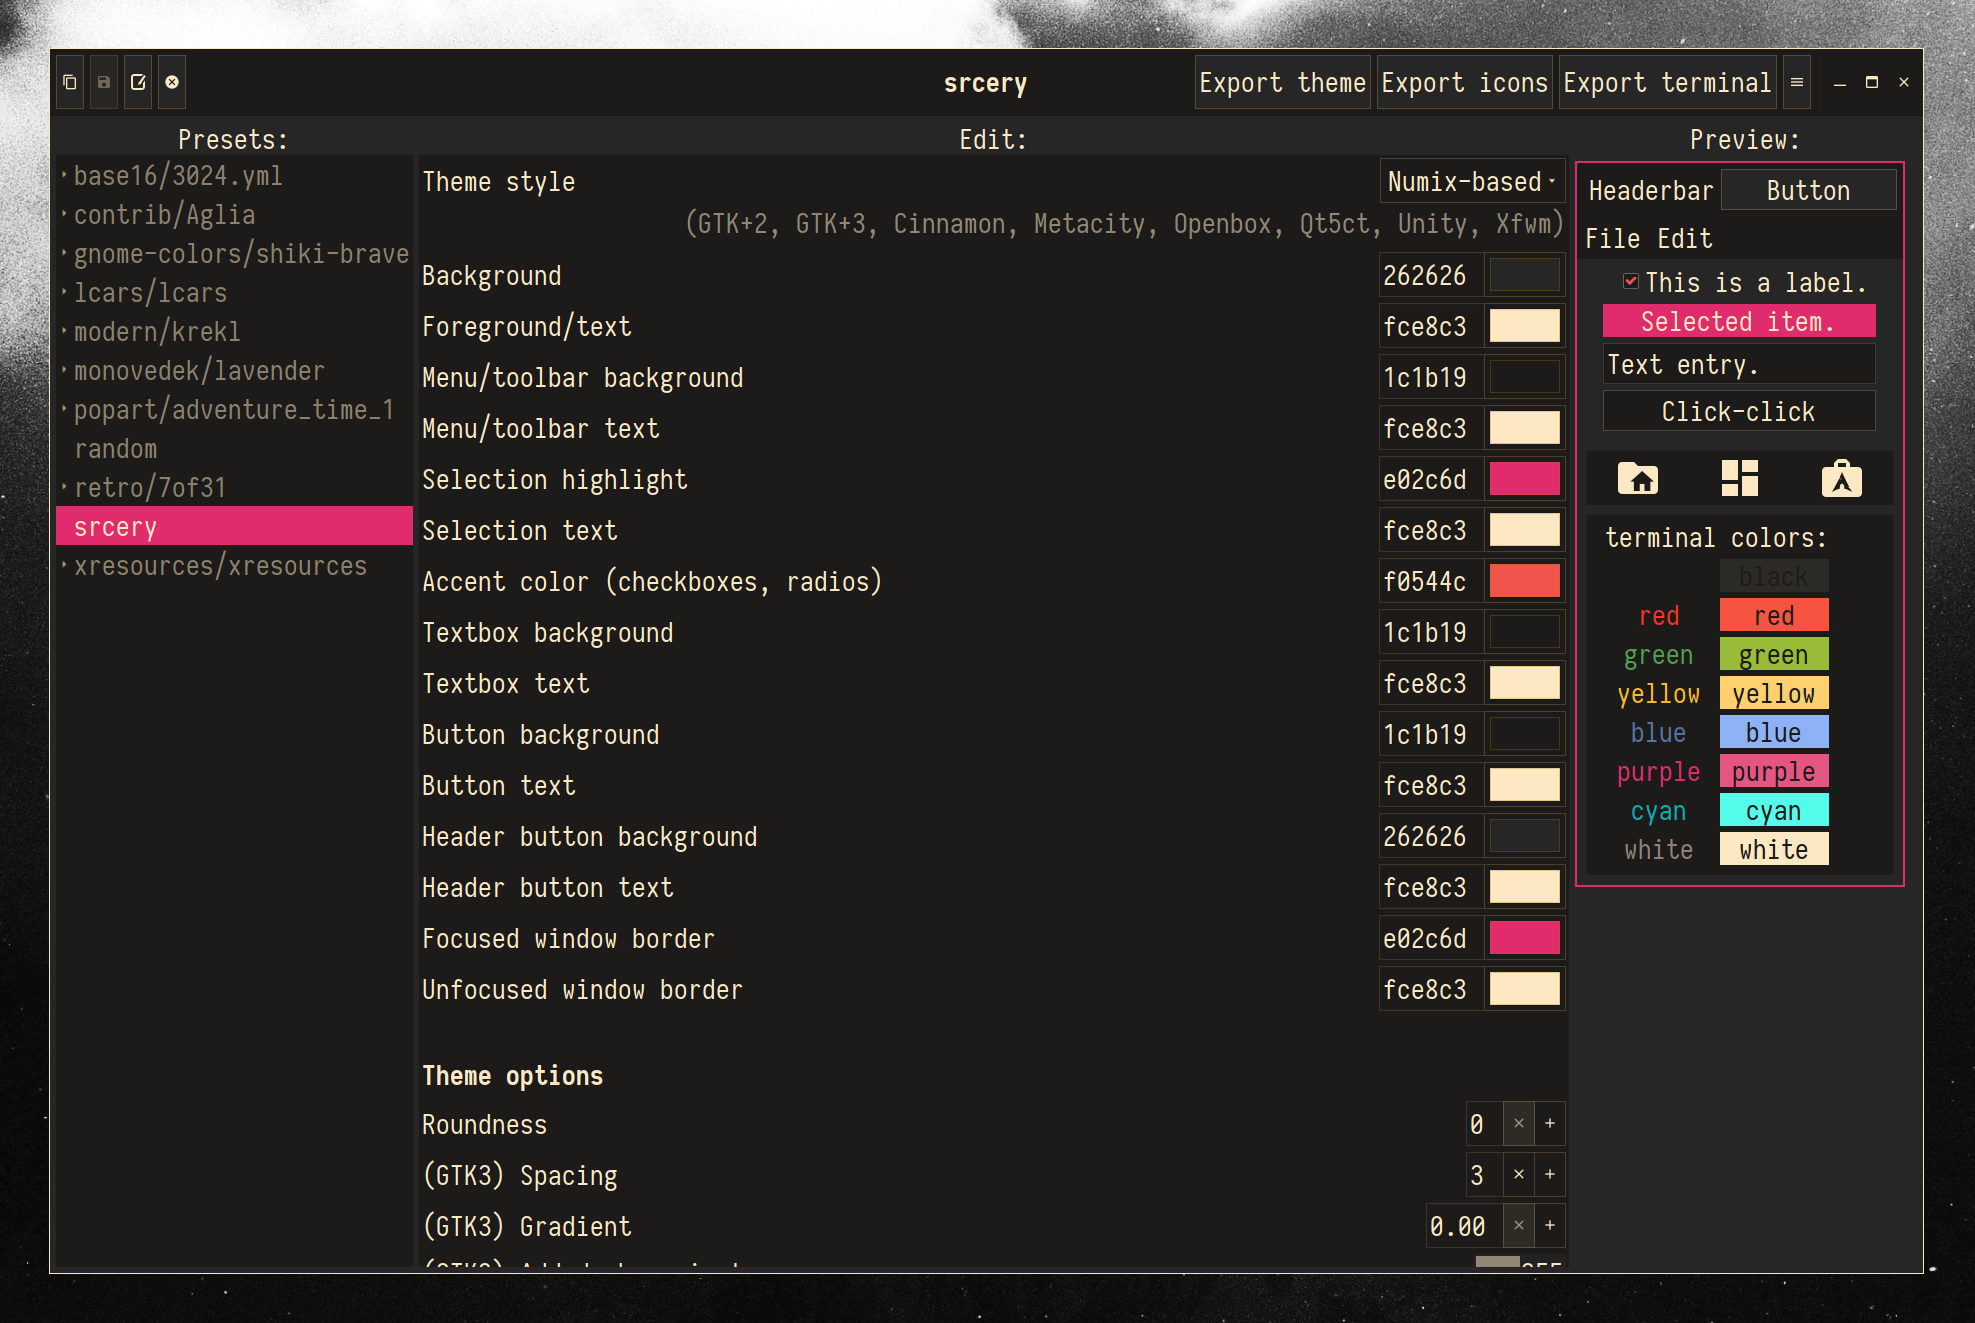 srcery
Export theme
Export icons
Export terminal
Presets:
base16/3024.yml
contrib/Aglia
gnome-colors/shiki-brave
lcars/lcars
modern/krekl
monovedek/lavender
popart/adventure_time_1
random
retro/7of31
srcery
xresources/xresources
Edit:
Theme style Numix-based
(GTK+2, GTK+3, Cinnamon, Metacity, Openbox, Qt5ct, Unity, Xfwm)
Background 262626
Foreground/text fce8c3
Menu/toolbar background 1c1b19
Menu/toolbar text fce8c3
Selection highlight e02c6d
Selection text fce8c3
Accent color (checkboxes, radios) f0544c
Textbox background 1c1b19
Textbox text fce8c3
Button background 1c1b19
Button text fce8c3
Header button background 262626
Header button text fce8c3
Focused window border e02c6d
Unfocused window border fce8c3
Theme options
Roundness 0 × +
(GTK3) Spacing 3 × +
(GTK3) Gradient 0.00 × +
Preview:
Headerbar Button
File Edit
This is a label.
Selected item.
Text entry.
Click-click
terminal colors:
black
red red
green green
yellow yellow
blue blue
purple purple
cyan cyan
white white